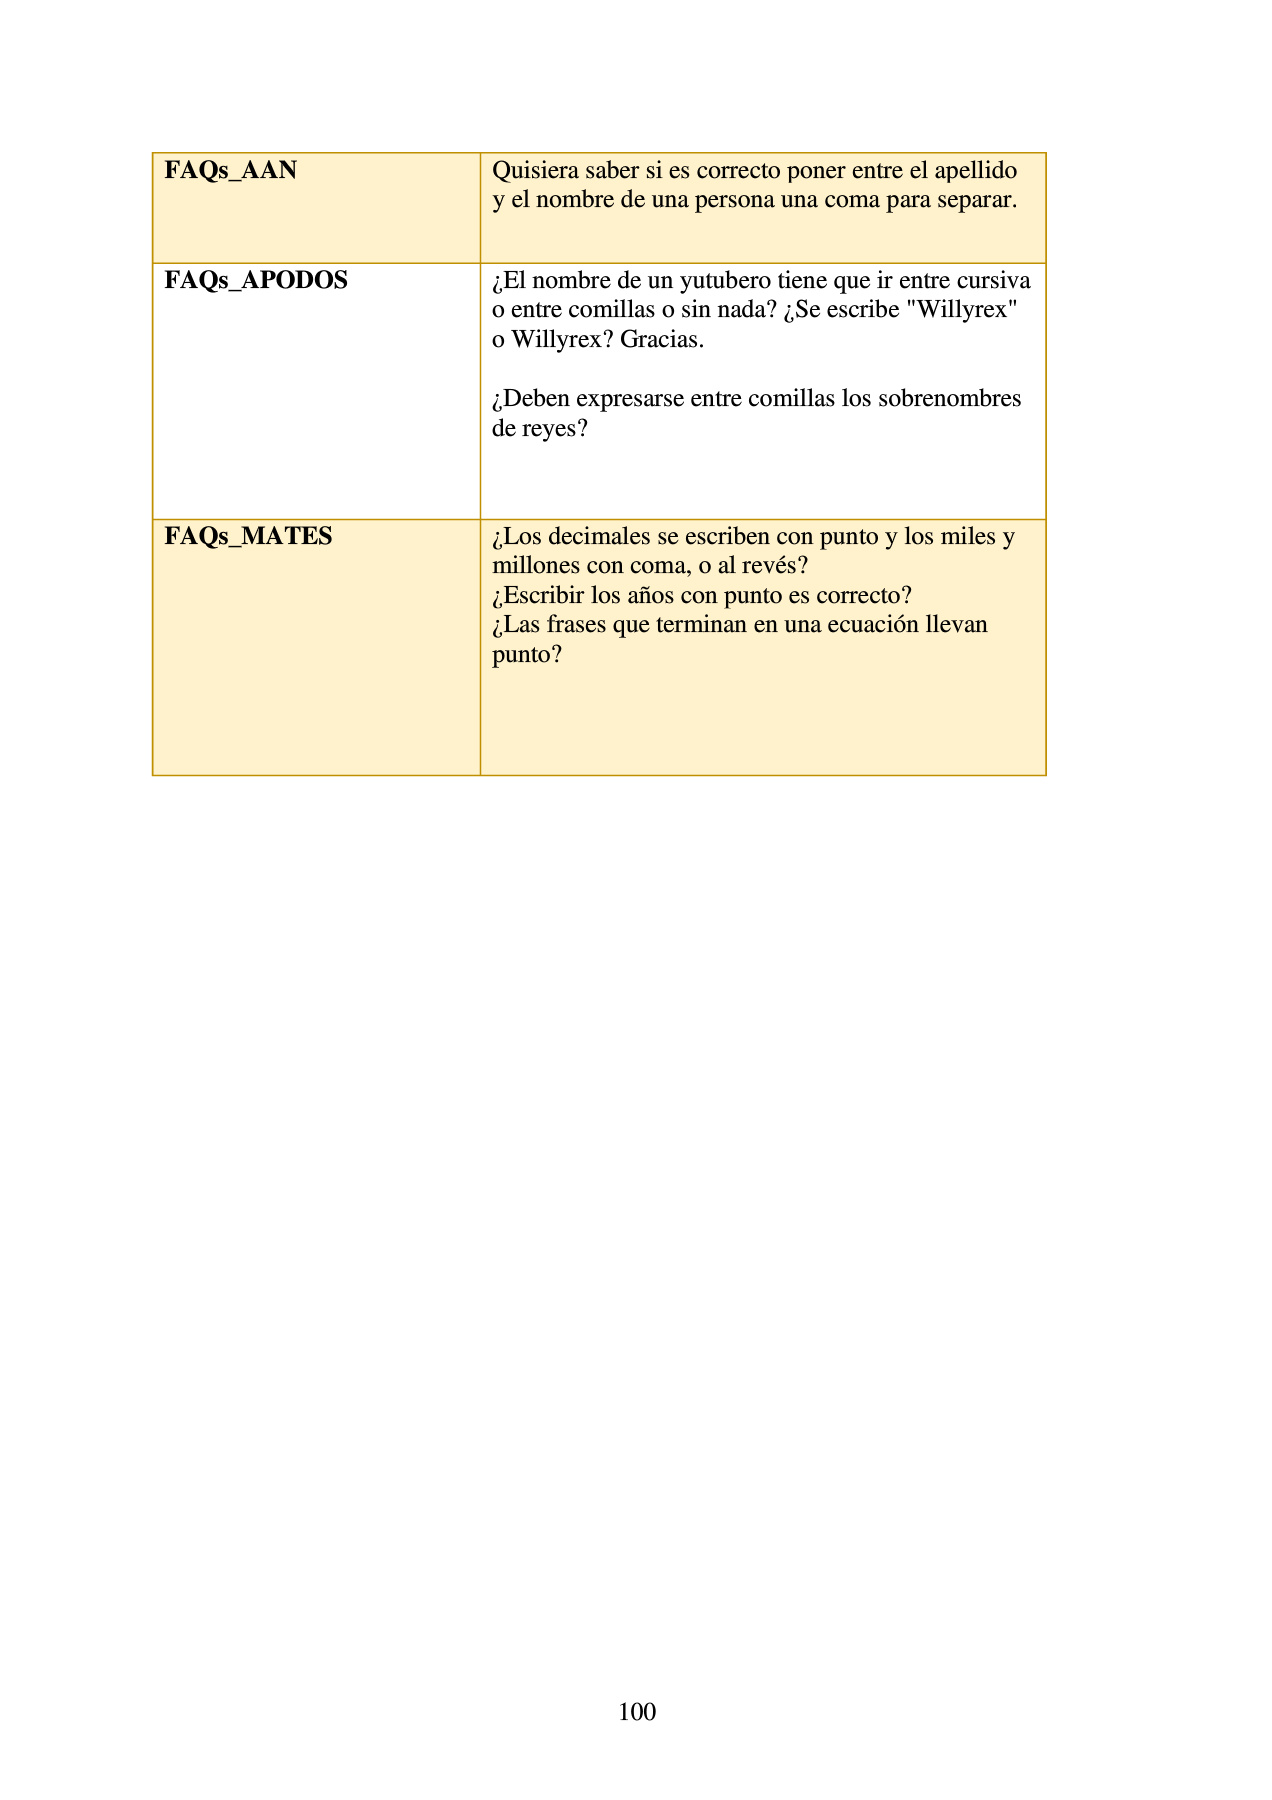 FAQs_AAN
Quisiera saber si es correcto poner entre el apellido
y el nombre de una persona una coma para separar.
FAQs_APODOS
¿El nombre de un yutubero tiene que ir entre cursiva
o entre comillas o sin nada? ¿Se escribe "Willyrex"
o Willyrex? Gracias.
¿Deben expresarse entre comillas los sobrenombres
de reyes?
FAQs_MATES
¿Los decimales se escriben con punto y los miles y
millones con coma, o al revés?
¿Escribir los años con punto es correcto?
¿Las frases que terminan en una ecuación llevan
punto?
100